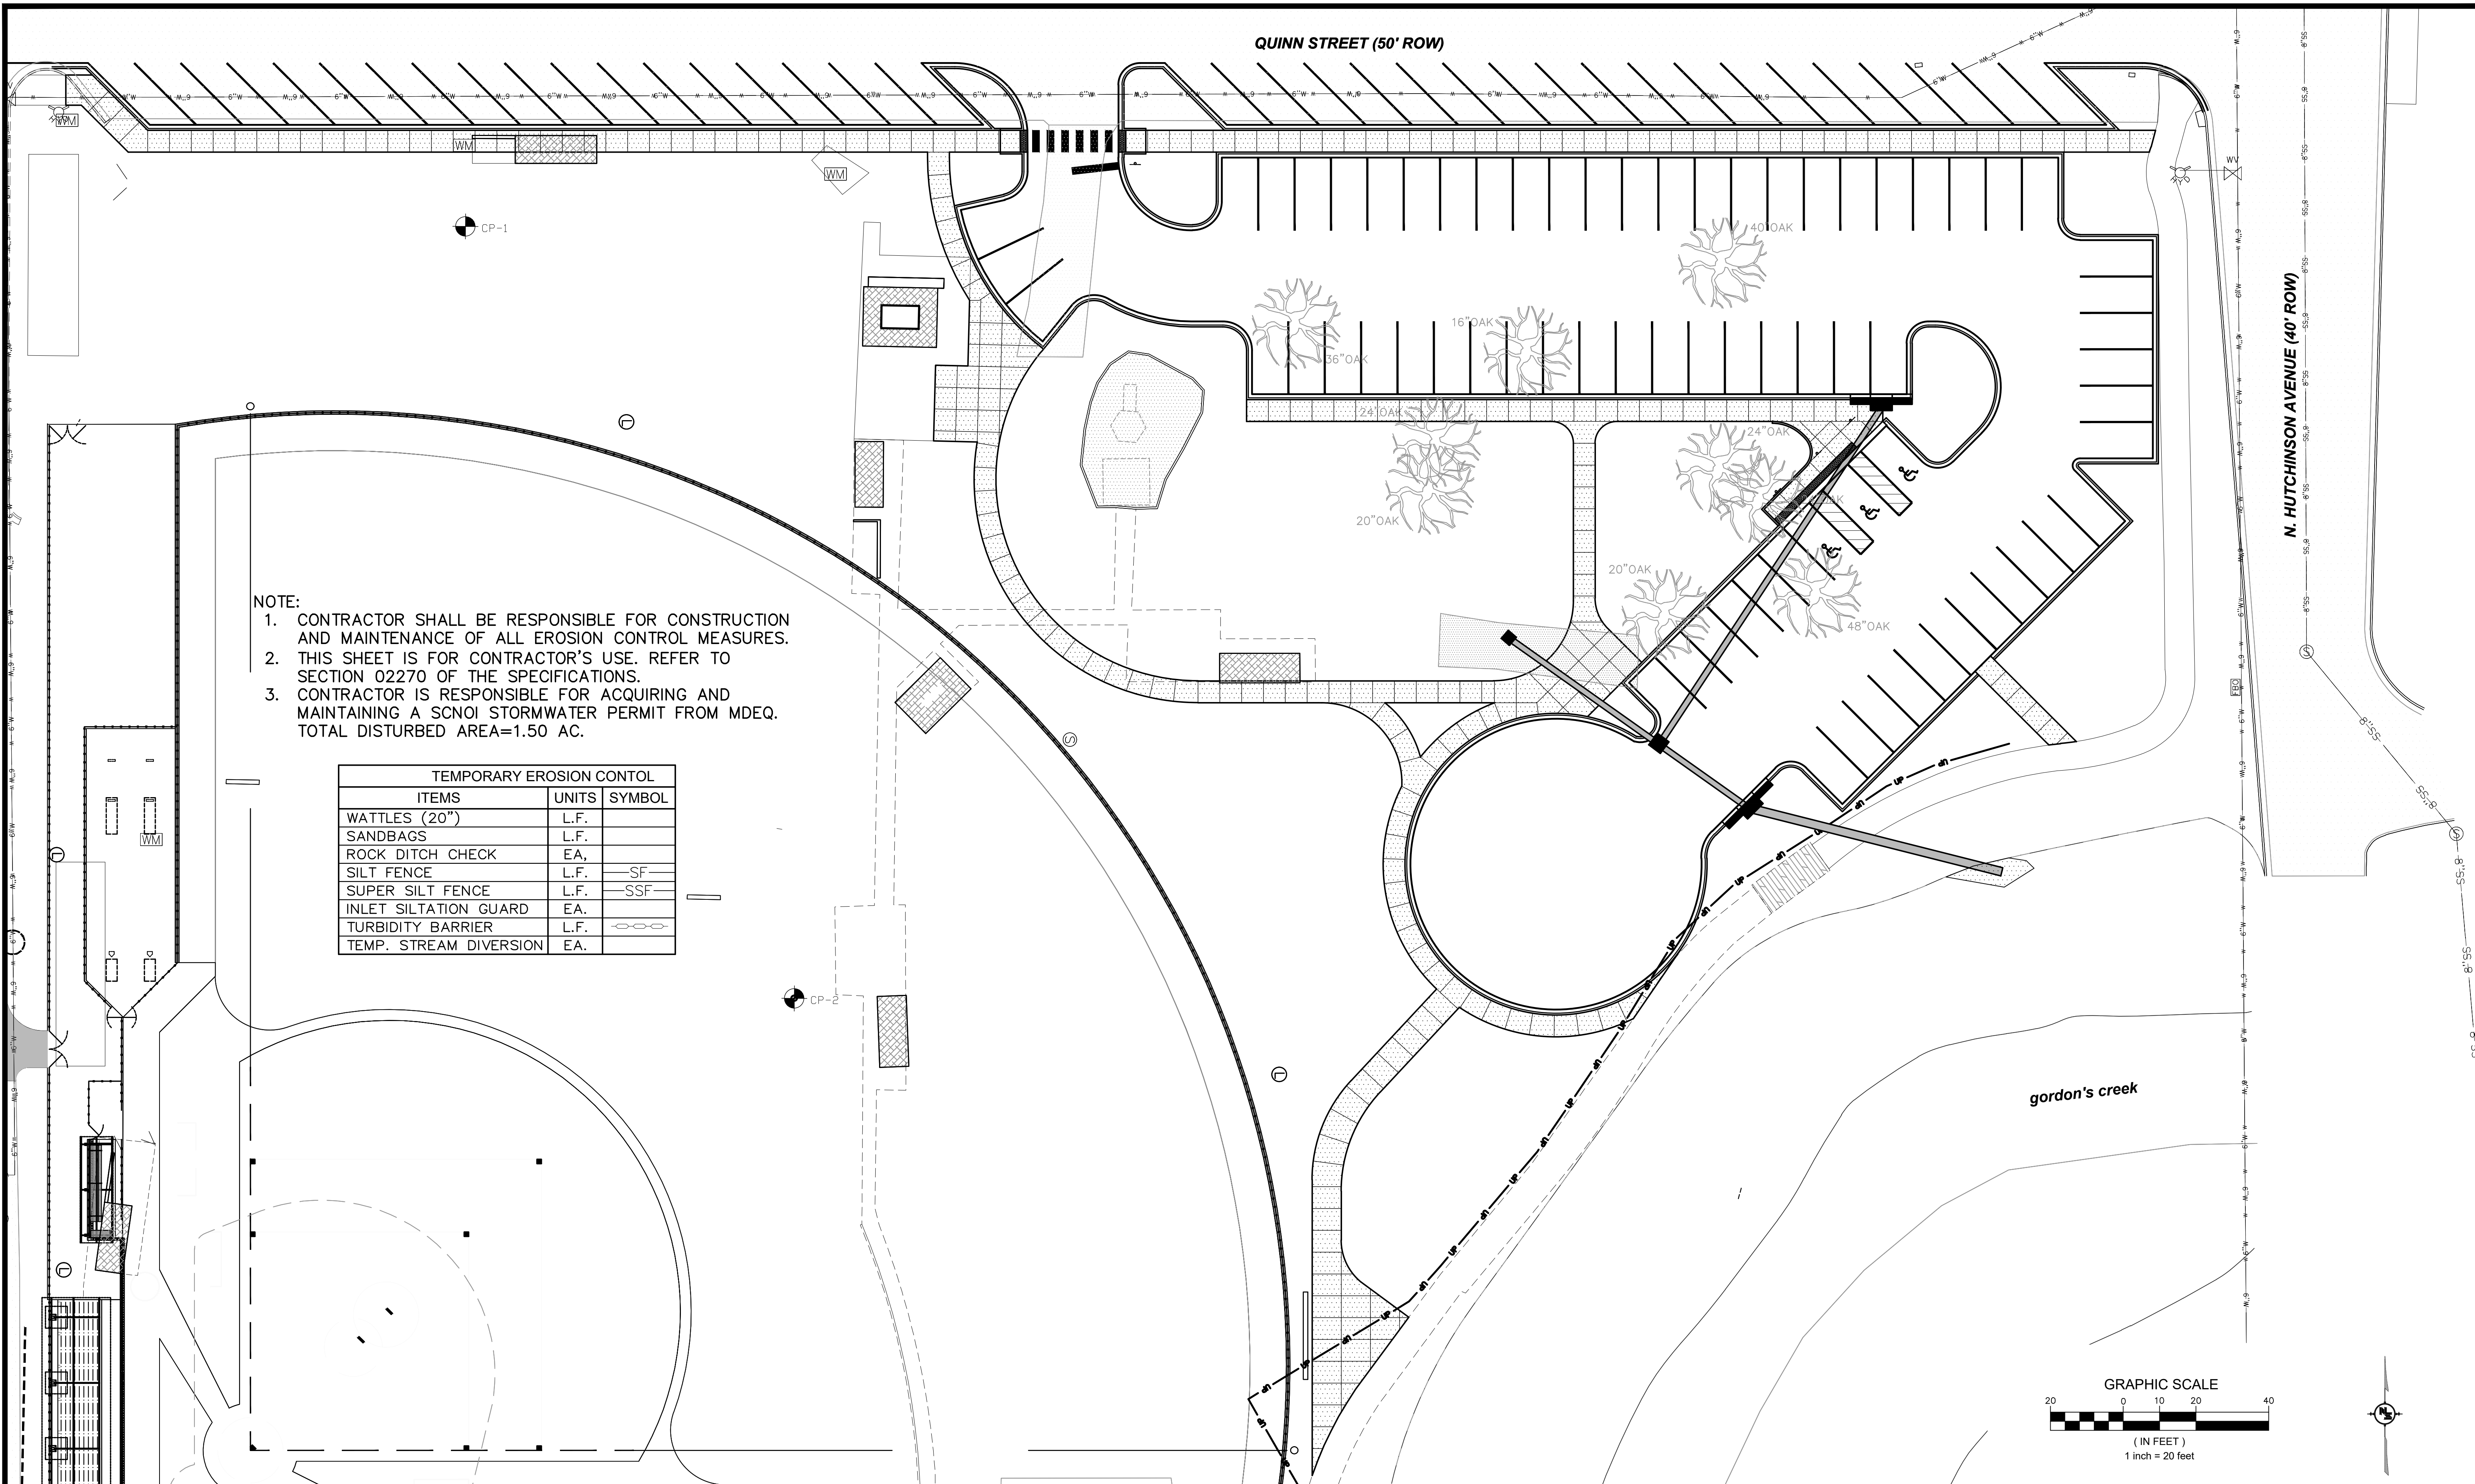 QUINN STREET (50' ROW)
6"W
WM
WM
WM
CP-1
WV
HYD
40"OAK
36"OAK
16"OAK
24"OAK
20"OAK
24"OAK
20"OAK
48"OAK
N. HUTCHINSON AVENUE (40' ROW)
8"SS
L
S
NOTE:
1. CONTRACTOR SHALL BE RESPONSIBLE FOR CONSTRUCTION
AND MAINTENANCE OF ALL EROSION CONTROL MEASURES.
2. THIS SHEET IS FOR CONTRACTOR'S USE. REFER TO
SECTION 02270 OF THE SPECIFICATIONS.
3. CONTRACTOR IS RESPONSIBLE FOR ACQUIRING AND
MAINTAINING A SCNOI STORMWATER PERMIT FROM MDEQ.
TOTAL DISTURBED AREA=1.50 AC.
TEMPORARY EROSION CONTOL
ITEMS UNITS SYMBOL
WATTLES (20") L.F.
SANDBAGS L.F.
ROCK DITCH CHECK EA,
SILT FENCE L.F. SF
SUPER SILT FENCE L.F. SSF
INLET SILTATION GUARD EA.
TURBIDITY BARRIER L.F.
TEMP. STREAM DIVERSION EA.
S
WM
L
CP-2
L
L
UP
S
gordon's creek
GRAPHIC SCALE
20 0 10 20 40
( IN FEET )
1 inch = 20 feet